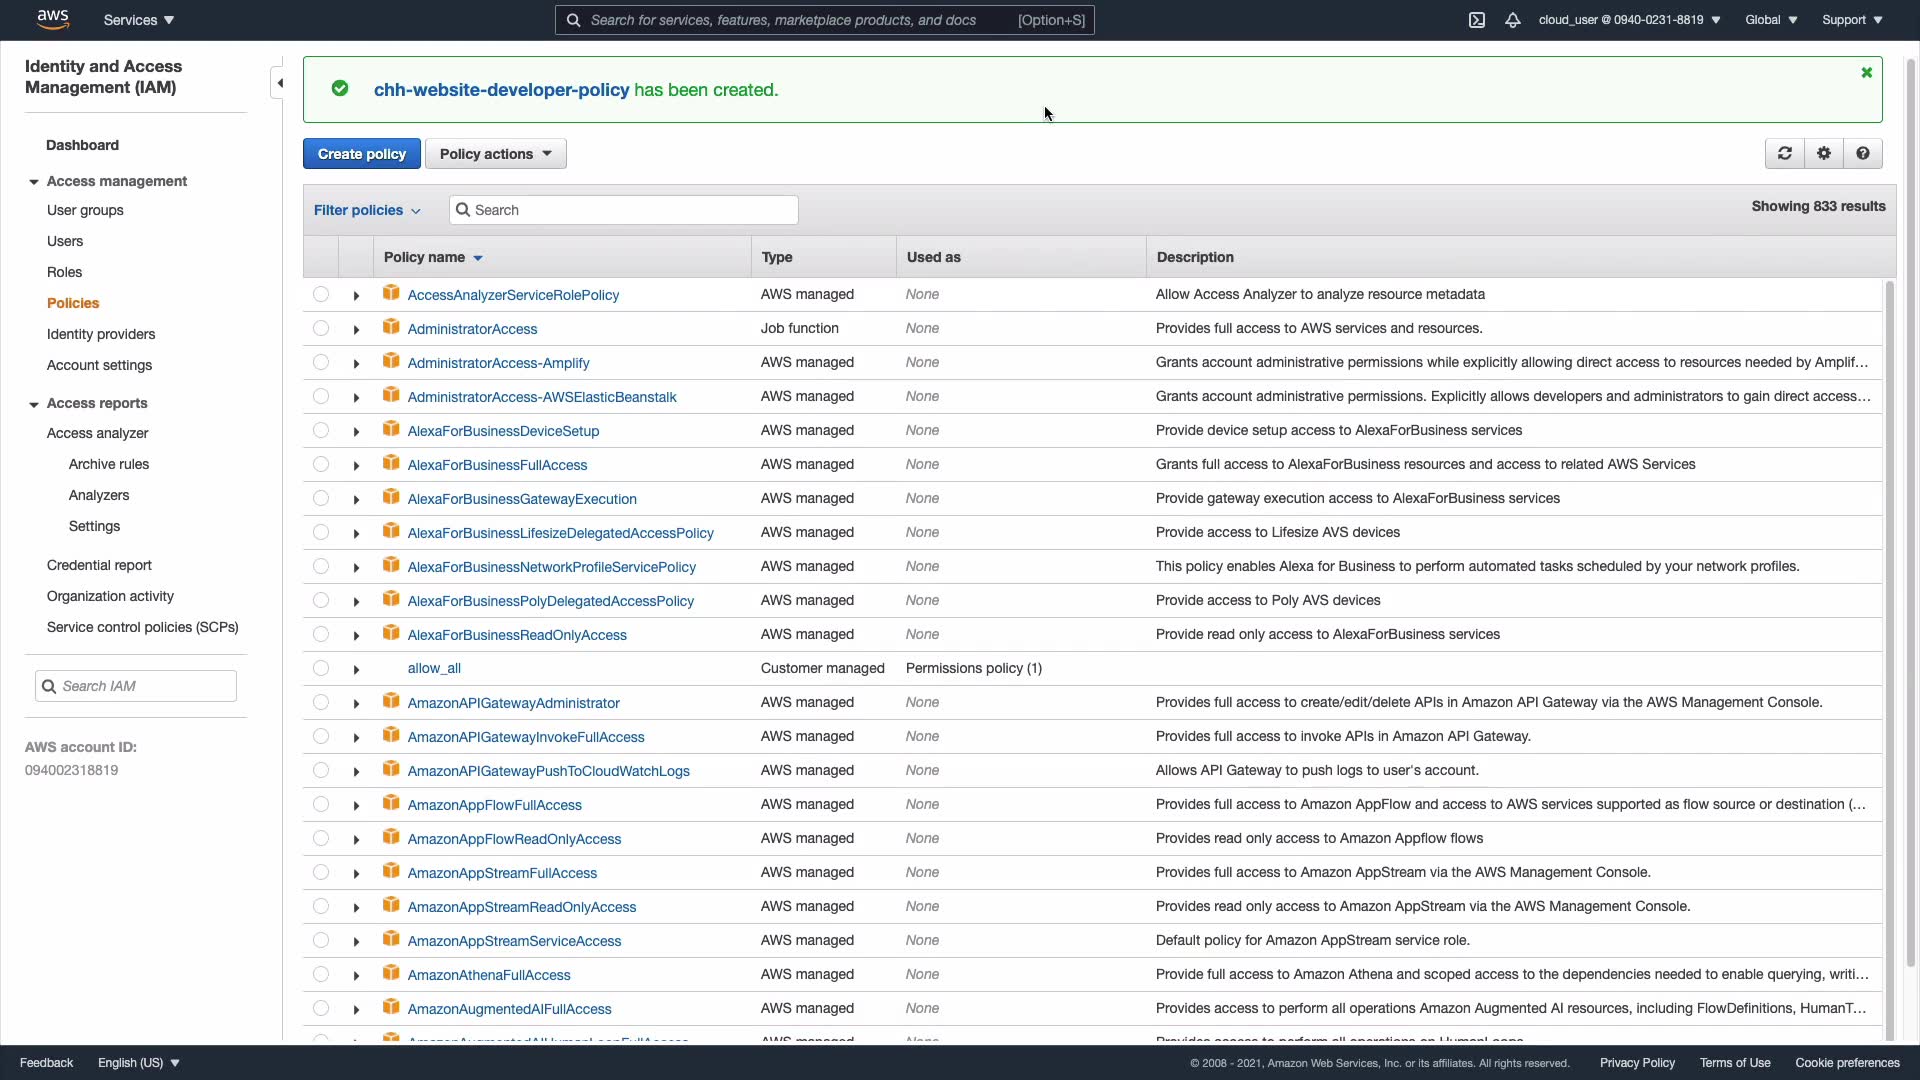 aws
Services
Search for services, features, marketplace products, and docs [Option+S]
cloud_user @ 0940-0231-8819
Global
Support
Identity and Access
Management (IAM)
Dashboard
Access management
User groups
Users
Roles
Policies
Identity providers
Account settings
Access reports
Access analyzer
Archive rules
Analyzers
Settings
Credential report
Organization activity
Service control policies (SCPs)
Search IAM
AWS account ID:
094002318819
chh-website-developer-policy has been created.
Create policy
Policy actions
Filter policies
Search
Showing 833 results
Policy name Type Used as Description
AccessAnalyzerServiceRolePolicy AWS managed None Allow Access Analyzer to analyze resource metadata
AdministratorAccess Job function None Provides full access to AWS services and resources.
AdministratorAccess-Amplify AWS managed None Grants account administrative permissions while explicitly allowing direct access to resources needed by Amplif...
AdministratorAccess-AWSElasticBeanstalk AWS managed None Grants account administrative permissions. Explicitly allows developers and administrators to gain direct access...
AlexaForBusinessDeviceSetup AWS managed None Provide device setup access to AlexaForBusiness services
AlexaForBusinessFullAccess AWS managed None Grants full access to AlexaForBusiness resources and access to related AWS Services
AlexaForBusinessGatewayExecution AWS managed None Provide gateway execution access to AlexaForBusiness services
AlexaForBusinessLifesizeDelegatedAccessPolicy AWS managed None Provide access to Lifesize AVS devices
AlexaForBusinessNetworkProfileServicePolicy AWS managed None This policy enables Alexa for Business to perform automated tasks scheduled by your network profiles.
AlexaForBusinessPolyDelegatedAccessPolicy AWS managed None Provide access to Poly AVS devices
AlexaForBusinessReadOnlyAccess AWS managed None Provide read only access to AlexaForBusiness services
allow_all Customer managed Permissions policy (1)
AmazonAPIGatewayAdministrator AWS managed None Provides full access to create/edit/delete APIs in Amazon API Gateway via the AWS Management Console.
AmazonAPIGatewayInvokeFullAccess AWS managed None Provides full access to invoke APIs in Amazon API Gateway.
AmazonAPIGatewayPushToCloudWatchLogs AWS managed None Allows API Gateway to push logs to user's account.
AmazonAppFlowFullAccess AWS managed None Provides full access to Amazon AppFlow and access to AWS services supported as flow source or destination (...
AmazonAppFlowReadOnlyAccess AWS managed None Provides read only access to Amazon Appflow flows
AmazonAppStreamFullAccess AWS managed None Provides full access to Amazon AppStream via the AWS Management Console.
AmazonAppStreamReadOnlyAccess AWS managed None Provides read only access to Amazon AppStream via the AWS Management Console.
AmazonAppStreamServiceAccess AWS managed None Default policy for Amazon AppStream service role.
AmazonAthenaFullAccess AWS managed None Provide full access to Amazon Athena and scoped access to the dependencies needed to enable querying, writi...
AmazonAugmentedAIFullAccess AWS managed None Provides access to perform all operations Amazon Augmented AI resources, including FlowDefinitions, HumanT...
Feedback
English (US)
© 2008 - 2021, Amazon Web Services, Inc. or its affiliates. All rights reserved.
Privacy Policy
Terms of Use
Cookie preferences